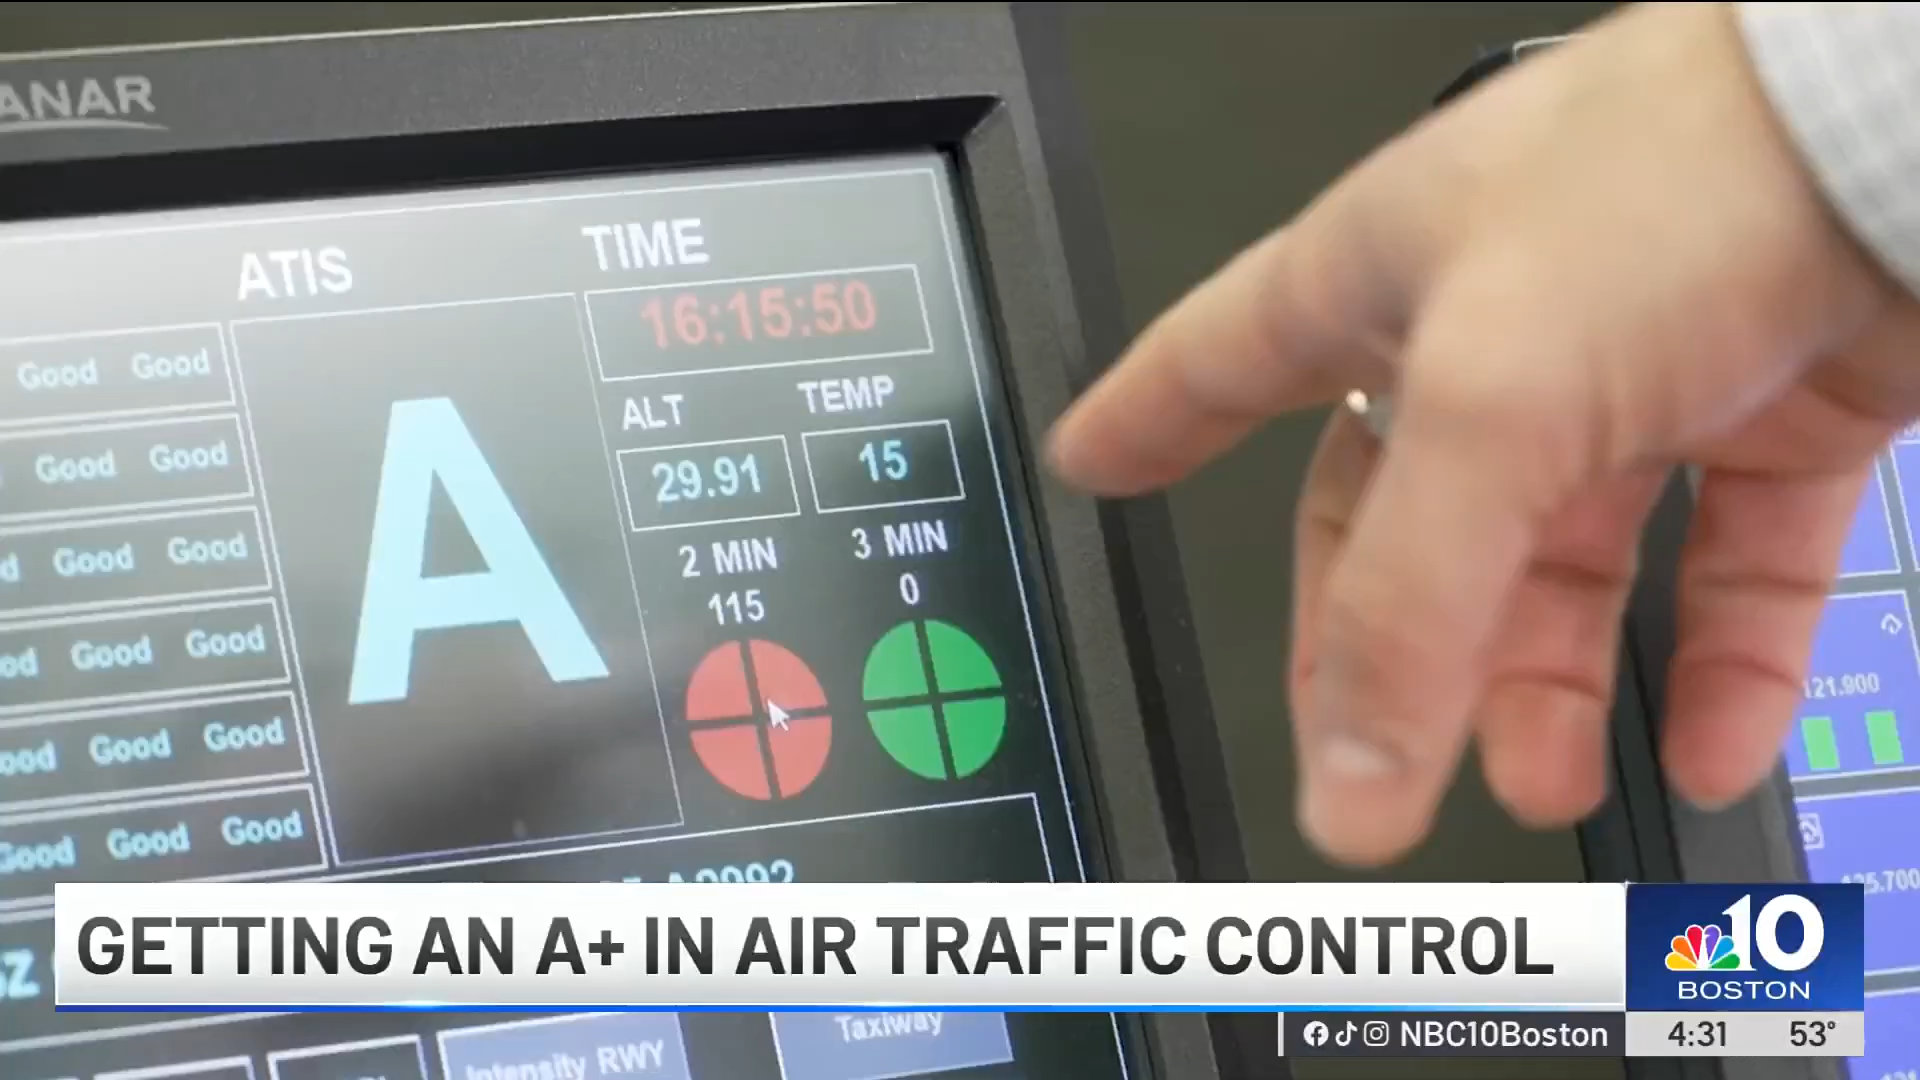 ANAR
ATIS
TIME
16:15:50
Good Good
A
ALT
TEMP
29.91
15
Good Good
2 MIN
3 MIN
115
0
Good Good
Good Good
Good Good
Good Good Good
121.900
A2992
GETTING AN A+ IN AIR TRAFFIC CONTROL
10
BOSTON
Intensity RWY
Taxiway
NBC10Boston
4:31
53°